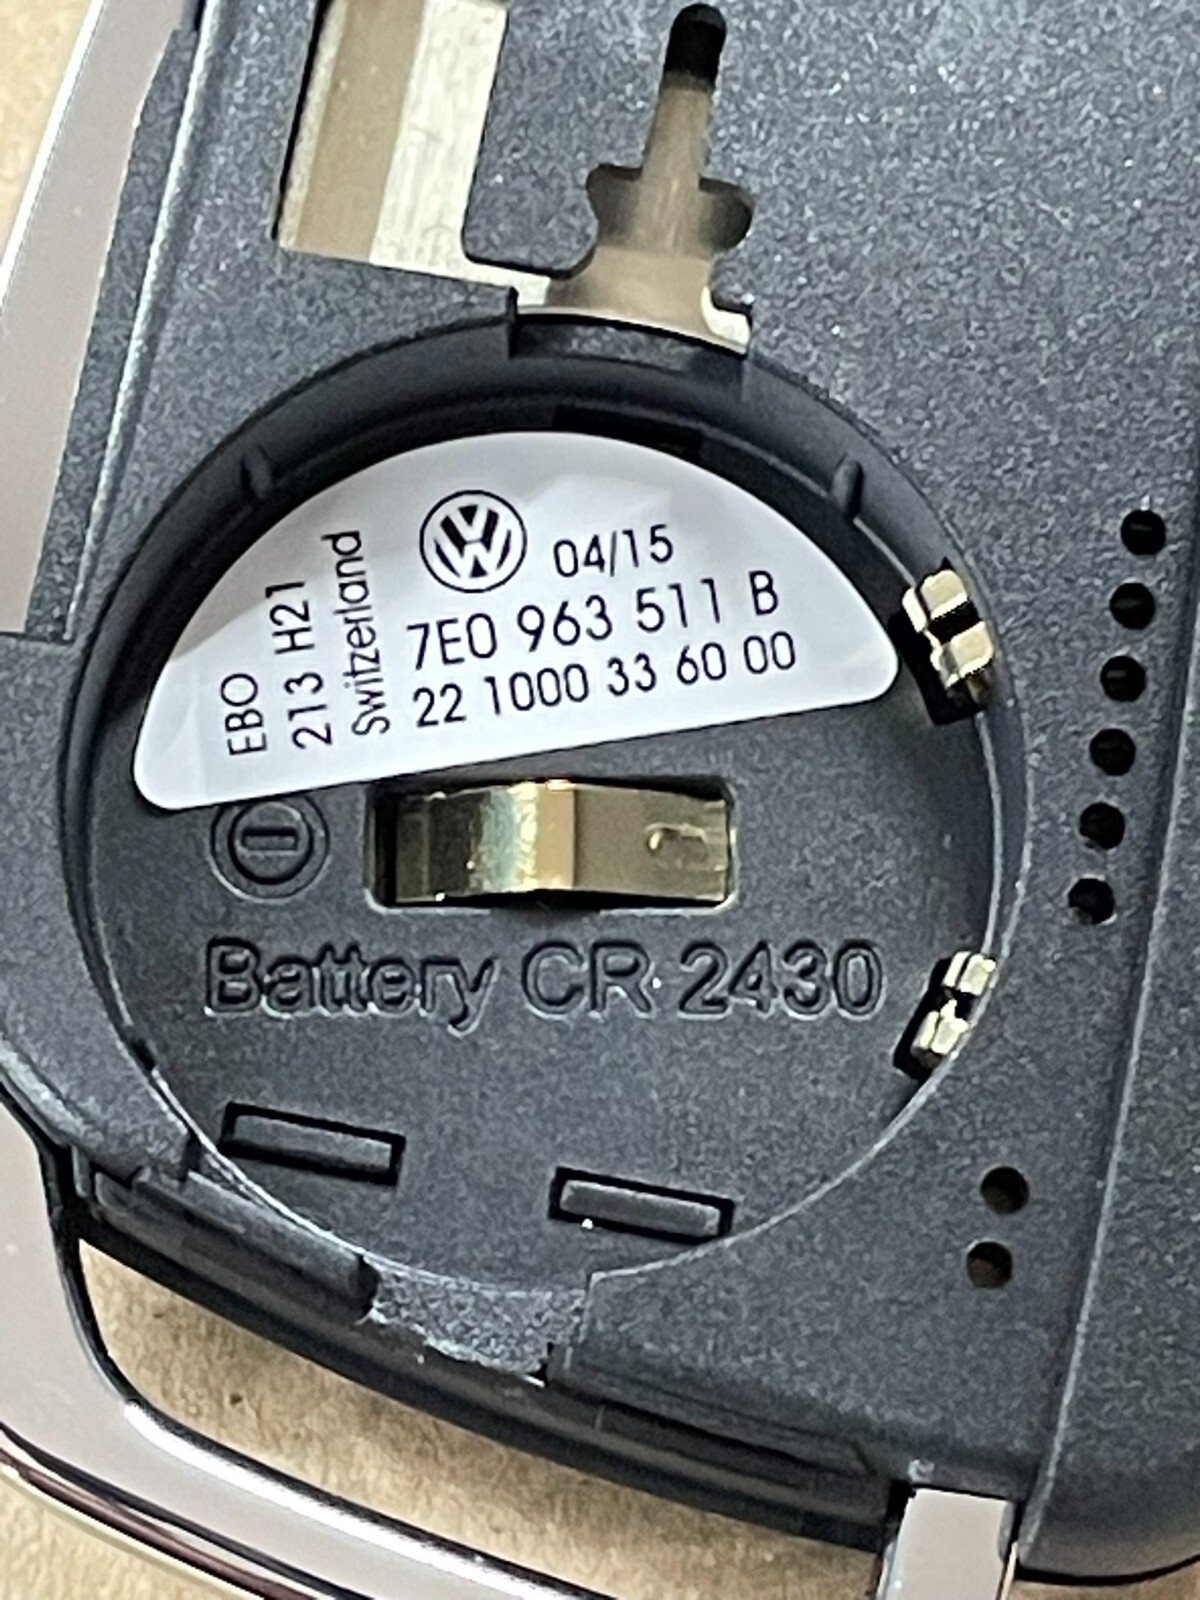 EBO
213 H21
Switzerland
04/15
7E0 963 511 B
22 1000 33 60 00
Battery CR 2430